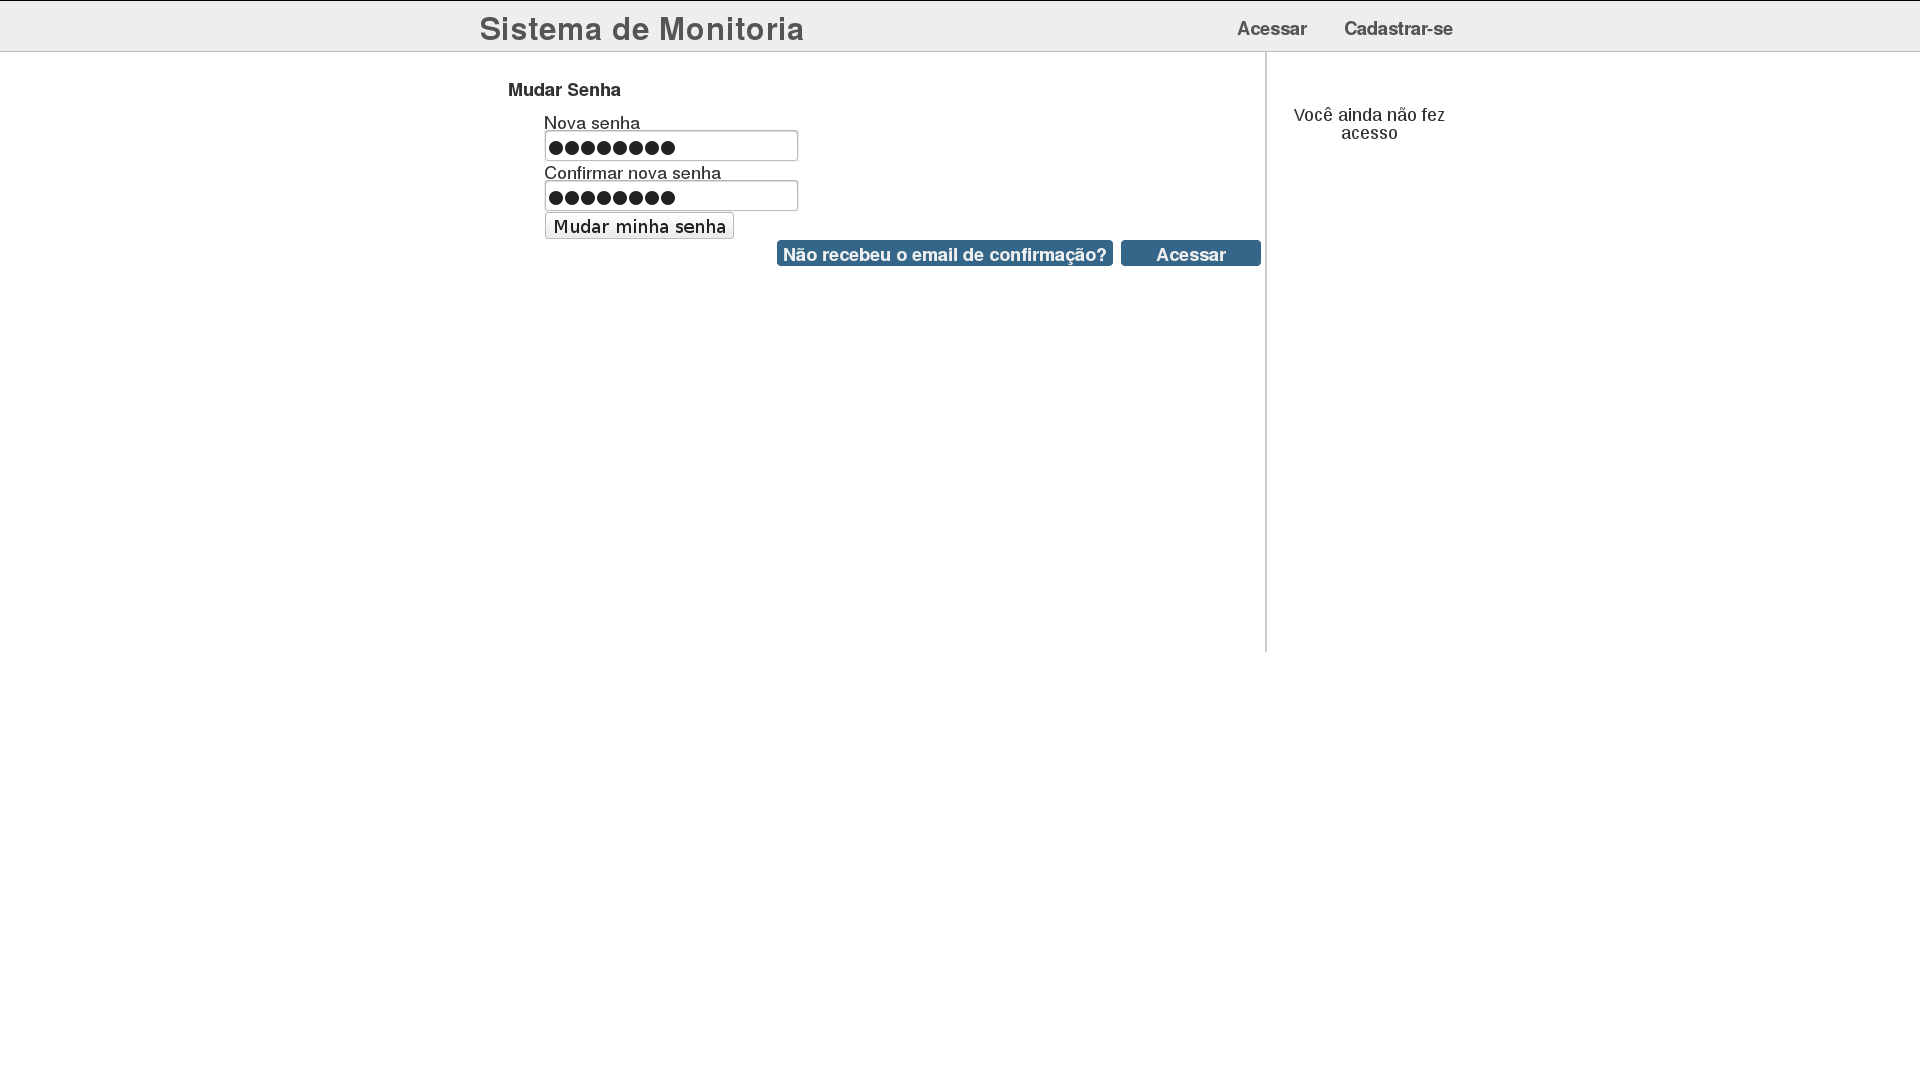 Sistema de Monitoria
Acessar
Cadastrar-se
Mudar Senha
Nova senha
●●●●●●●●
Confirmar nova senha
●●●●●●●●
Mudar minha senha
Não recebeu o email de confirmação?
Acessar
Você ainda não fez
acesso